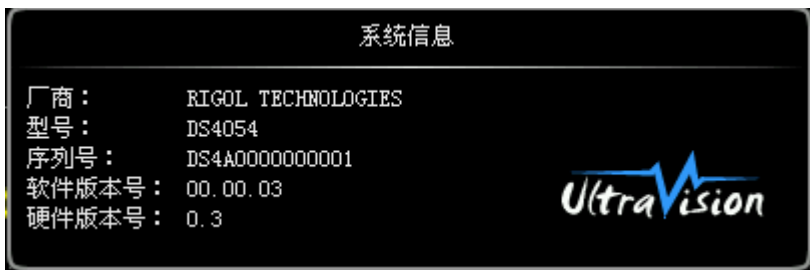 系统信息
厂商： RIGOL TECHNOLOGIES
型号： DS4054
序列号： DS4A0000000001
软件版本号： 00.00.03
硬件版本号： 0.3
UltraVision